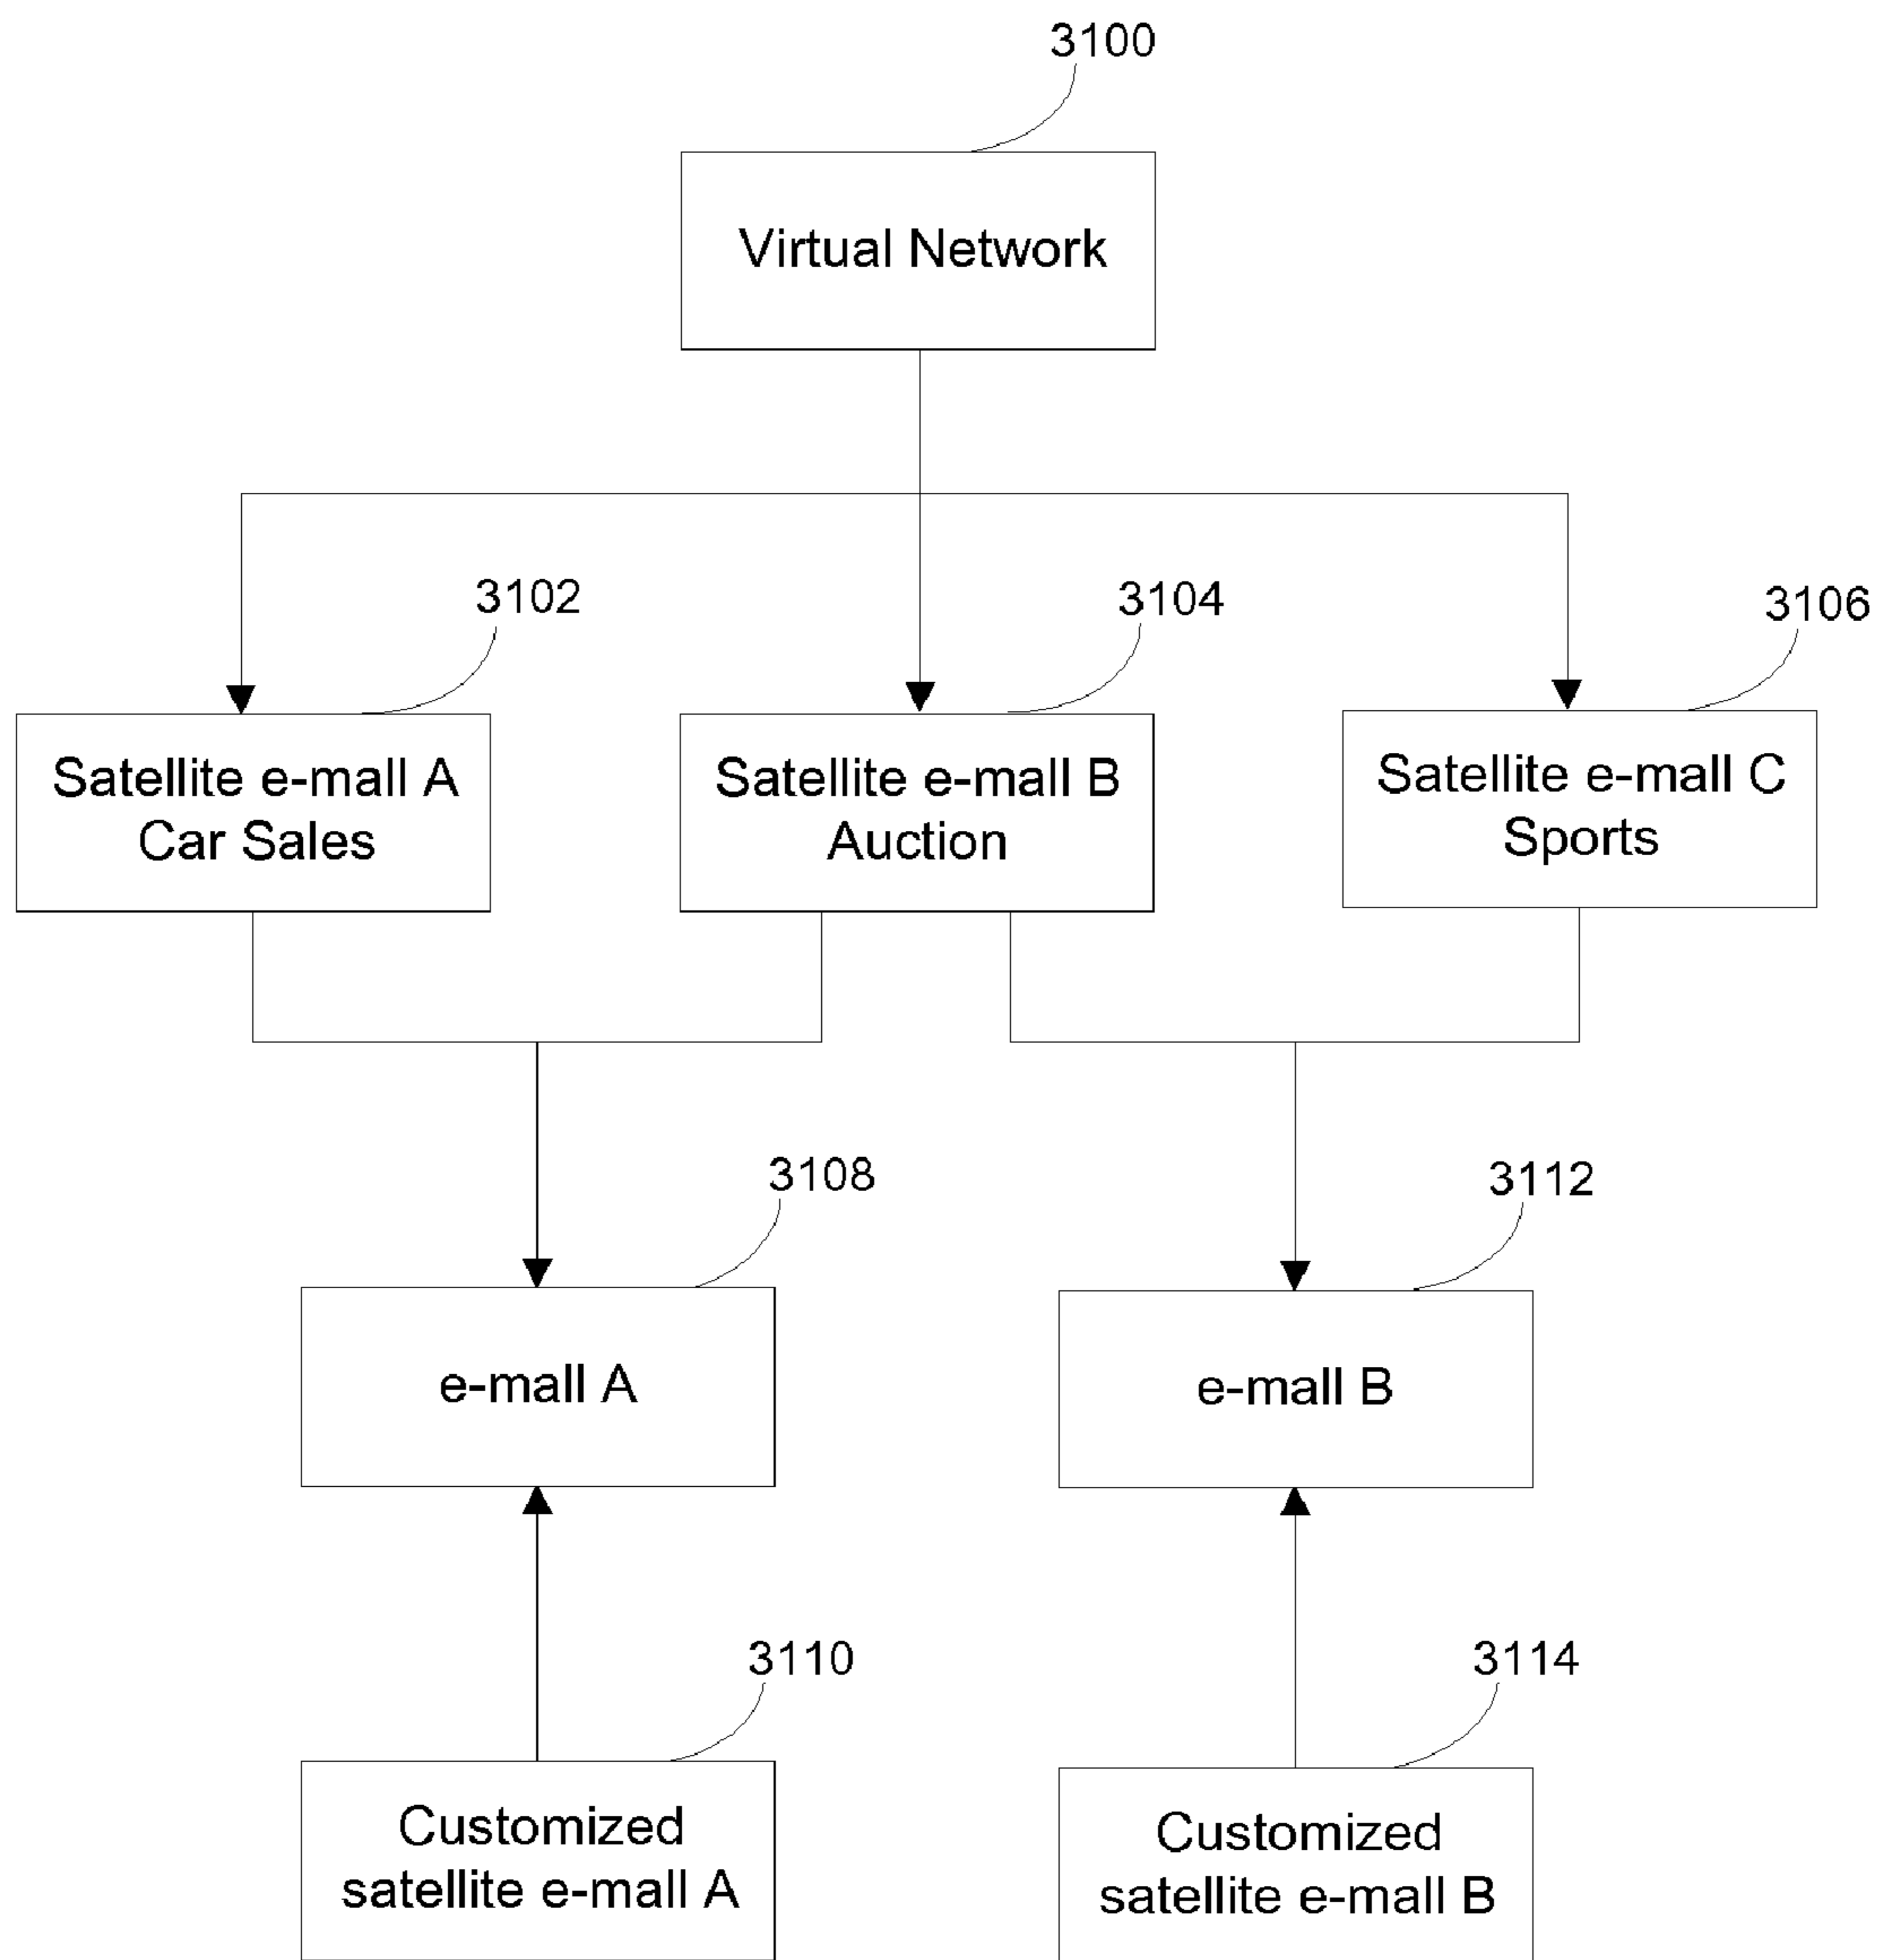 3100
Virtual Network
3102
3104
3106
Satellite e-mall A
Car Sales
Satellite e-mall B
Auction
Satellite e-mall C
Sports
3108
3112
e-mall A
e-mall B
3110
3114
Customized
satellite e-mall A
Customized
satellite e-mall B